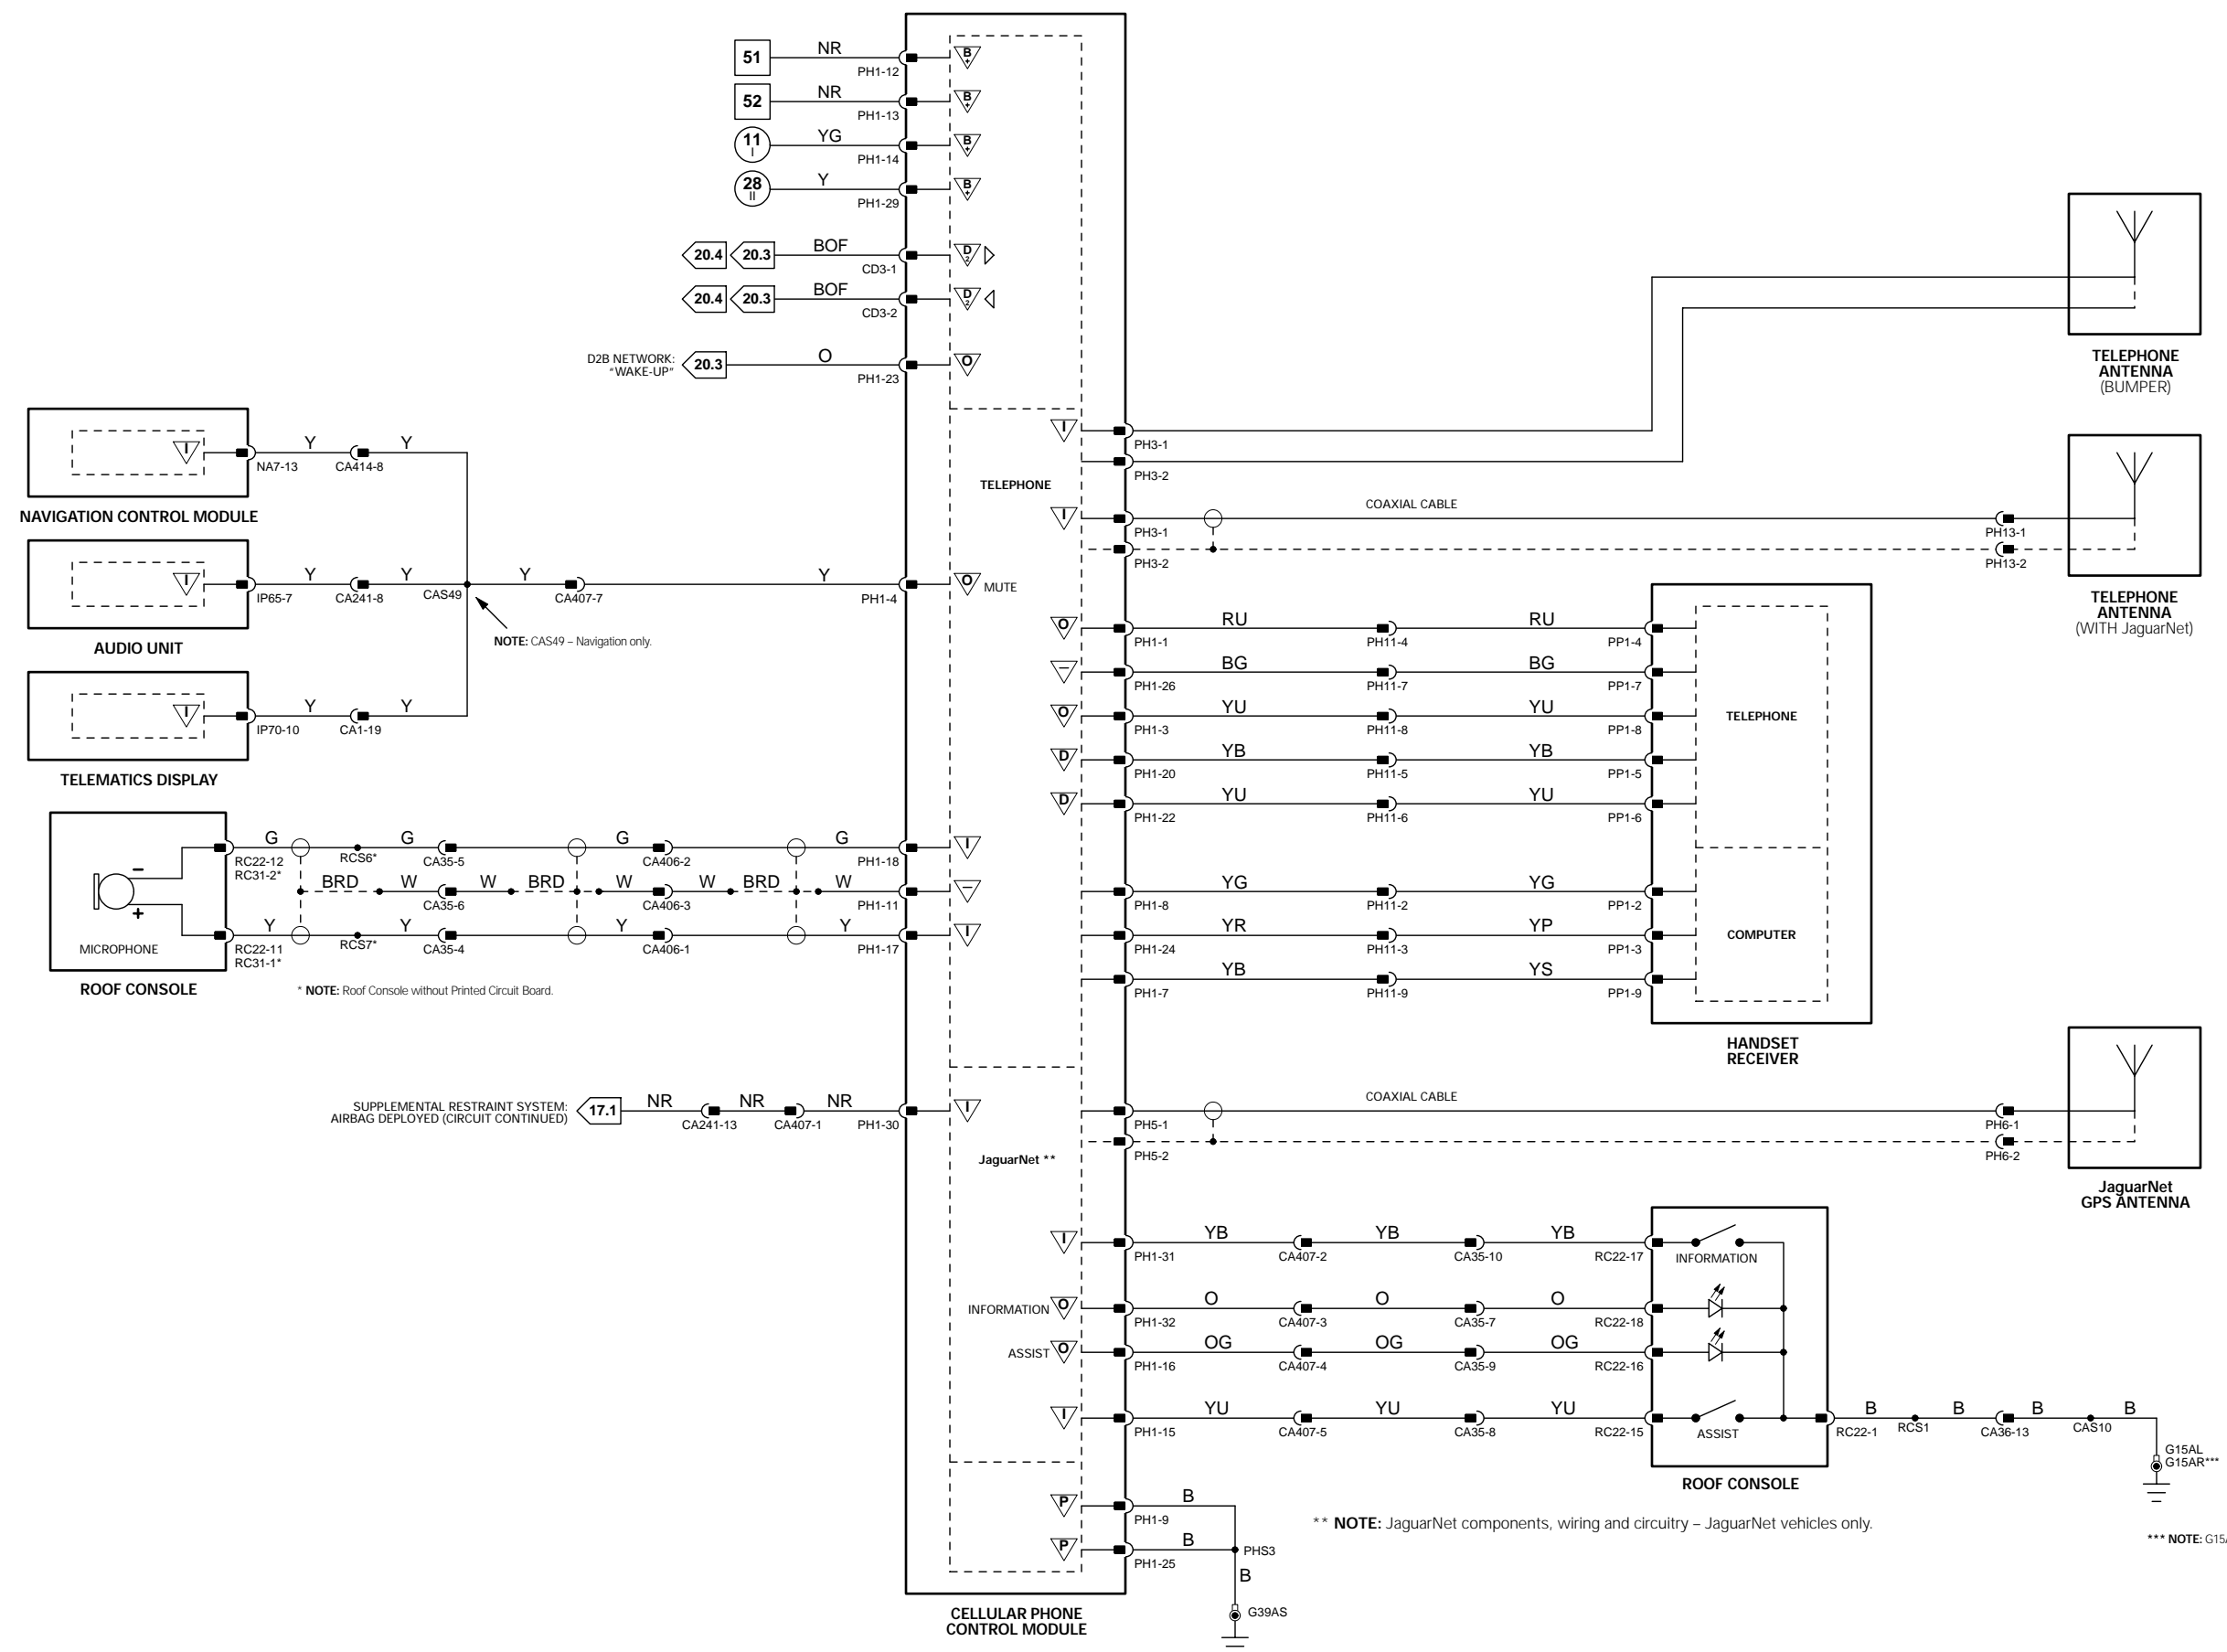 51 NR PH1-12 B+
52 NR PH1-13 B+
11 I YG PH1-14 B+
28 II Y PH1-29 B+
20.4 20.3 BOF CD3-1 D2
20.4 20.3 BOF CD3-2 D2
D2B NETWORK:
“WAKE-UP” 20.3 O PH1-23 O
I NA7-13 Y CA414-8 Y
NAVIGATION CONTROL MODULE
I IP65-7 Y CA241-8 Y CAS49 Y CA407-7 Y PH1-4 O MUTE
AUDIO UNIT
NOTE: CAS49 – Navigation only.
I IP70-10 Y CA1-19 Y
TELEMATICS DISPLAY
G RC22-12 RC31-2* RCS6* G CA35-5 G CA406-2 G PH1-18 I
BRD W CA35-6 W BRD W CA406-3 W BRD W PH1-11 –
Y RC22-11 RC31-1* RCS7* Y CA35-4 Y CA406-1 Y PH1-17 I
– +
MICROPHONE
ROOF CONSOLE
* NOTE: Roof Console without Printed Circuit Board.
SUPPLEMENTAL RESTRAINT SYSTEM:
AIRBAG DEPLOYED (CIRCUIT CONTINUED) 17.1 NR CA241-13 NR CA407-1 NR PH1-30 I
TELEPHONE
JaguarNet **
I PH3-1
PH3-2
TELEPHONE
ANTENNA
(BUMPER)
I PH3-1 COAXIAL CABLE PH13-1
PH3-2 PH13-2
TELEPHONE
ANTENNA
(WITH JaguarNet)
O PH1-1 RU PH11-4 RU PP1-4
– PH1-26 BG PH11-7 BG PP1-7
O PH1-3 YU PH11-8 YU PP1-8
TELEPHONE
D PH1-20 YB PH11-5 YB PP1-5
D PH1-22 YU PH11-6 YU PP1-6
PH1-8 YG PH11-2 YG PP1-2
PH1-24 YR PH11-3 YP PP1-3
COMPUTER
PH1-7 YB PH11-9 YS PP1-9
HANDSET
RECEIVER
PH5-1 COAXIAL CABLE PH6-1
PH5-2 PH6-2
JaguarNet
GPS ANTENNA
I PH1-31 YB CA407-2 YB CA35-10 YB RC22-17 INFORMATION
INFORMATION O PH1-32 O CA407-3 O CA35-7 O RC22-18
ASSIST O PH1-16 OG CA407-4 OG CA35-9 OG RC22-16
I PH1-15 YU CA407-5 YU CA35-8 YU RC22-15 ASSIST RC22-1 B RCS1 B CA36-13 B CAS10 B
G15AL
G15AR***
ROOF CONSOLE
P PH1-9 B
P PH1-25 B PHS3
B
G39AS
** NOTE: JaguarNet components, wiring and circuitry – JaguarNet vehicles only.
*** NOTE:
CELLULAR PHONE
CONTROL MODULE